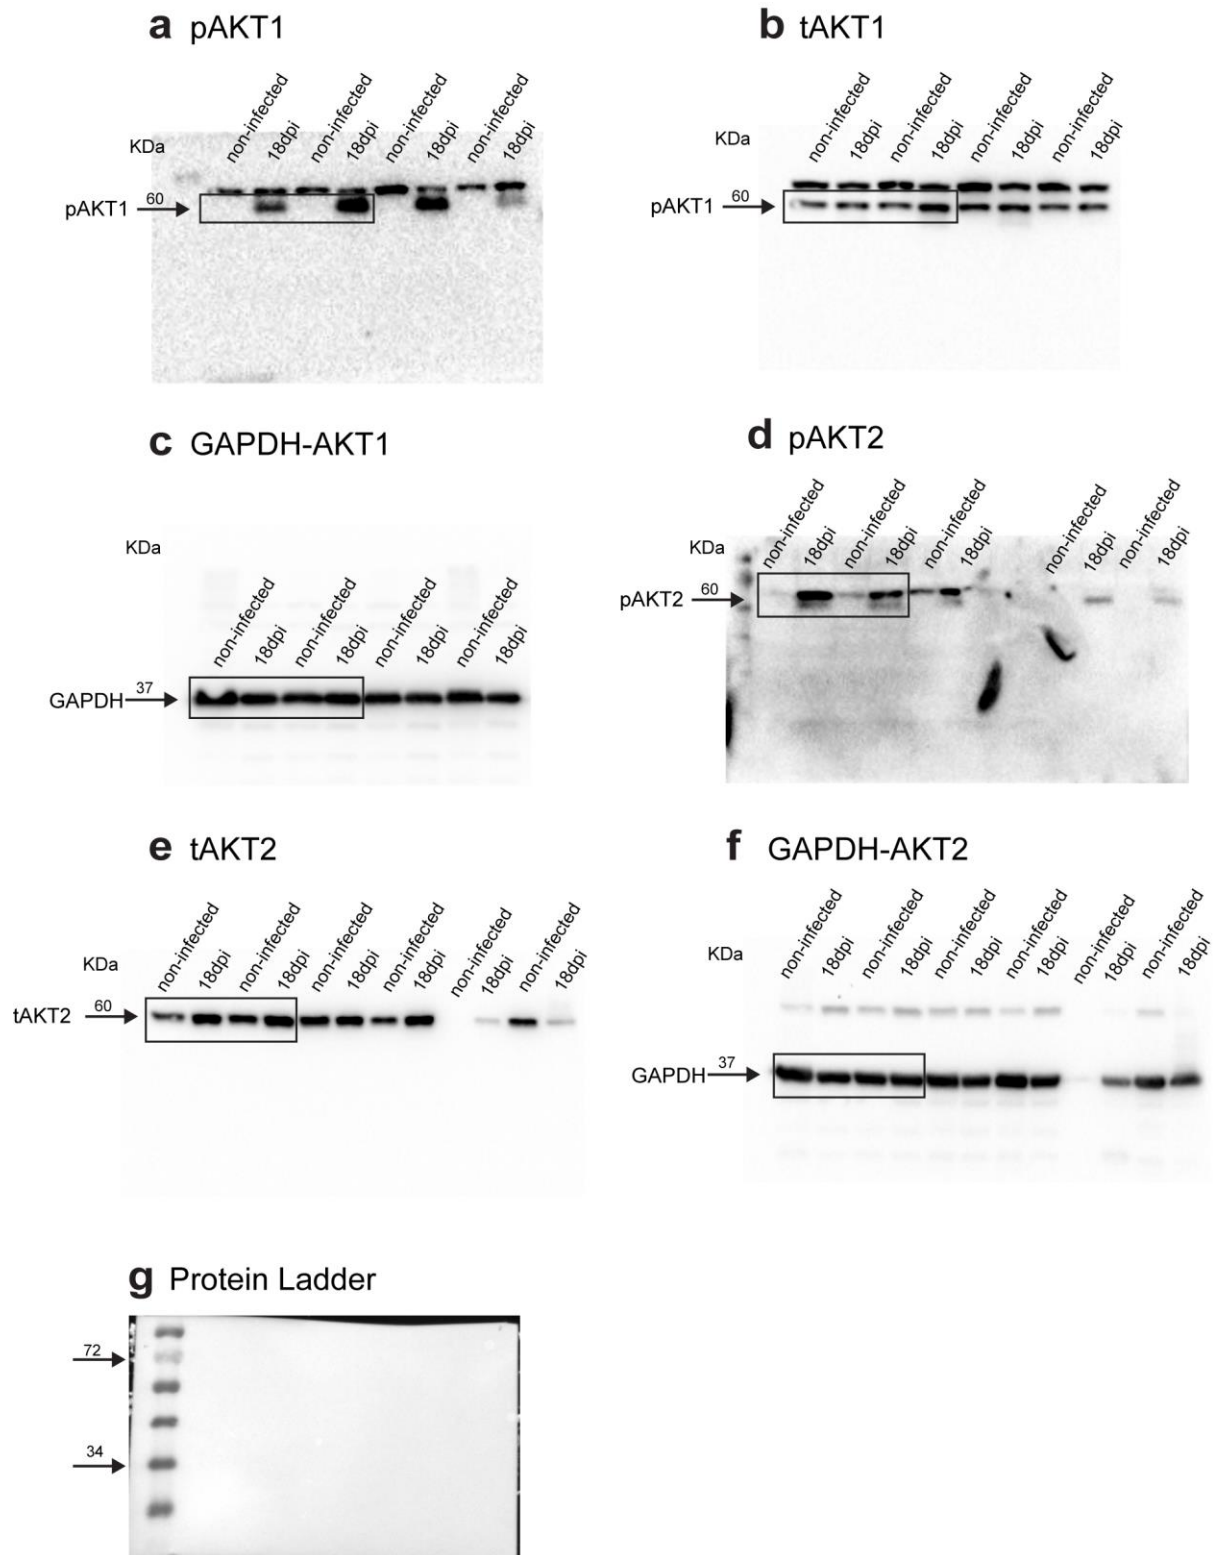 a pAKT1
KDa
non-infected
18dpi
non-infected
18dpi
non-infected
18dpi
non-infected
18dpi
pAKT1 60
b tAKT1
KDa
non-infected
18dpi
non-infected
18dpi
non-infected
18dpi
non-infected
18dpi
pAKT1 60
c GAPDH-AKT1
KDa
non-infected
18dpi
non-infected
18dpi
non-infected
18dpi
non-infected
18dpi
GAPDH 37
d pAKT2
KDa
non-infected
18dpi
non-infected
18dpi
non-infected
18dpi
non-infected
18dpi
non-infected
18dpi
pAKT2 60
e tAKT2
KDa
non-infected
18dpi
non-infected
18dpi
non-infected
18dpi
non-infected
18dpi
non-infected
18dpi
non-infected
18dpi
tAKT2 60
f GAPDH-AKT2
KDa
non-infected
18dpi
non-infected
18dpi
non-infected
18dpi
non-infected
18dpi
non-infected
18dpi
non-infected
18dpi
GAPDH 37
g Protein Ladder
72
34